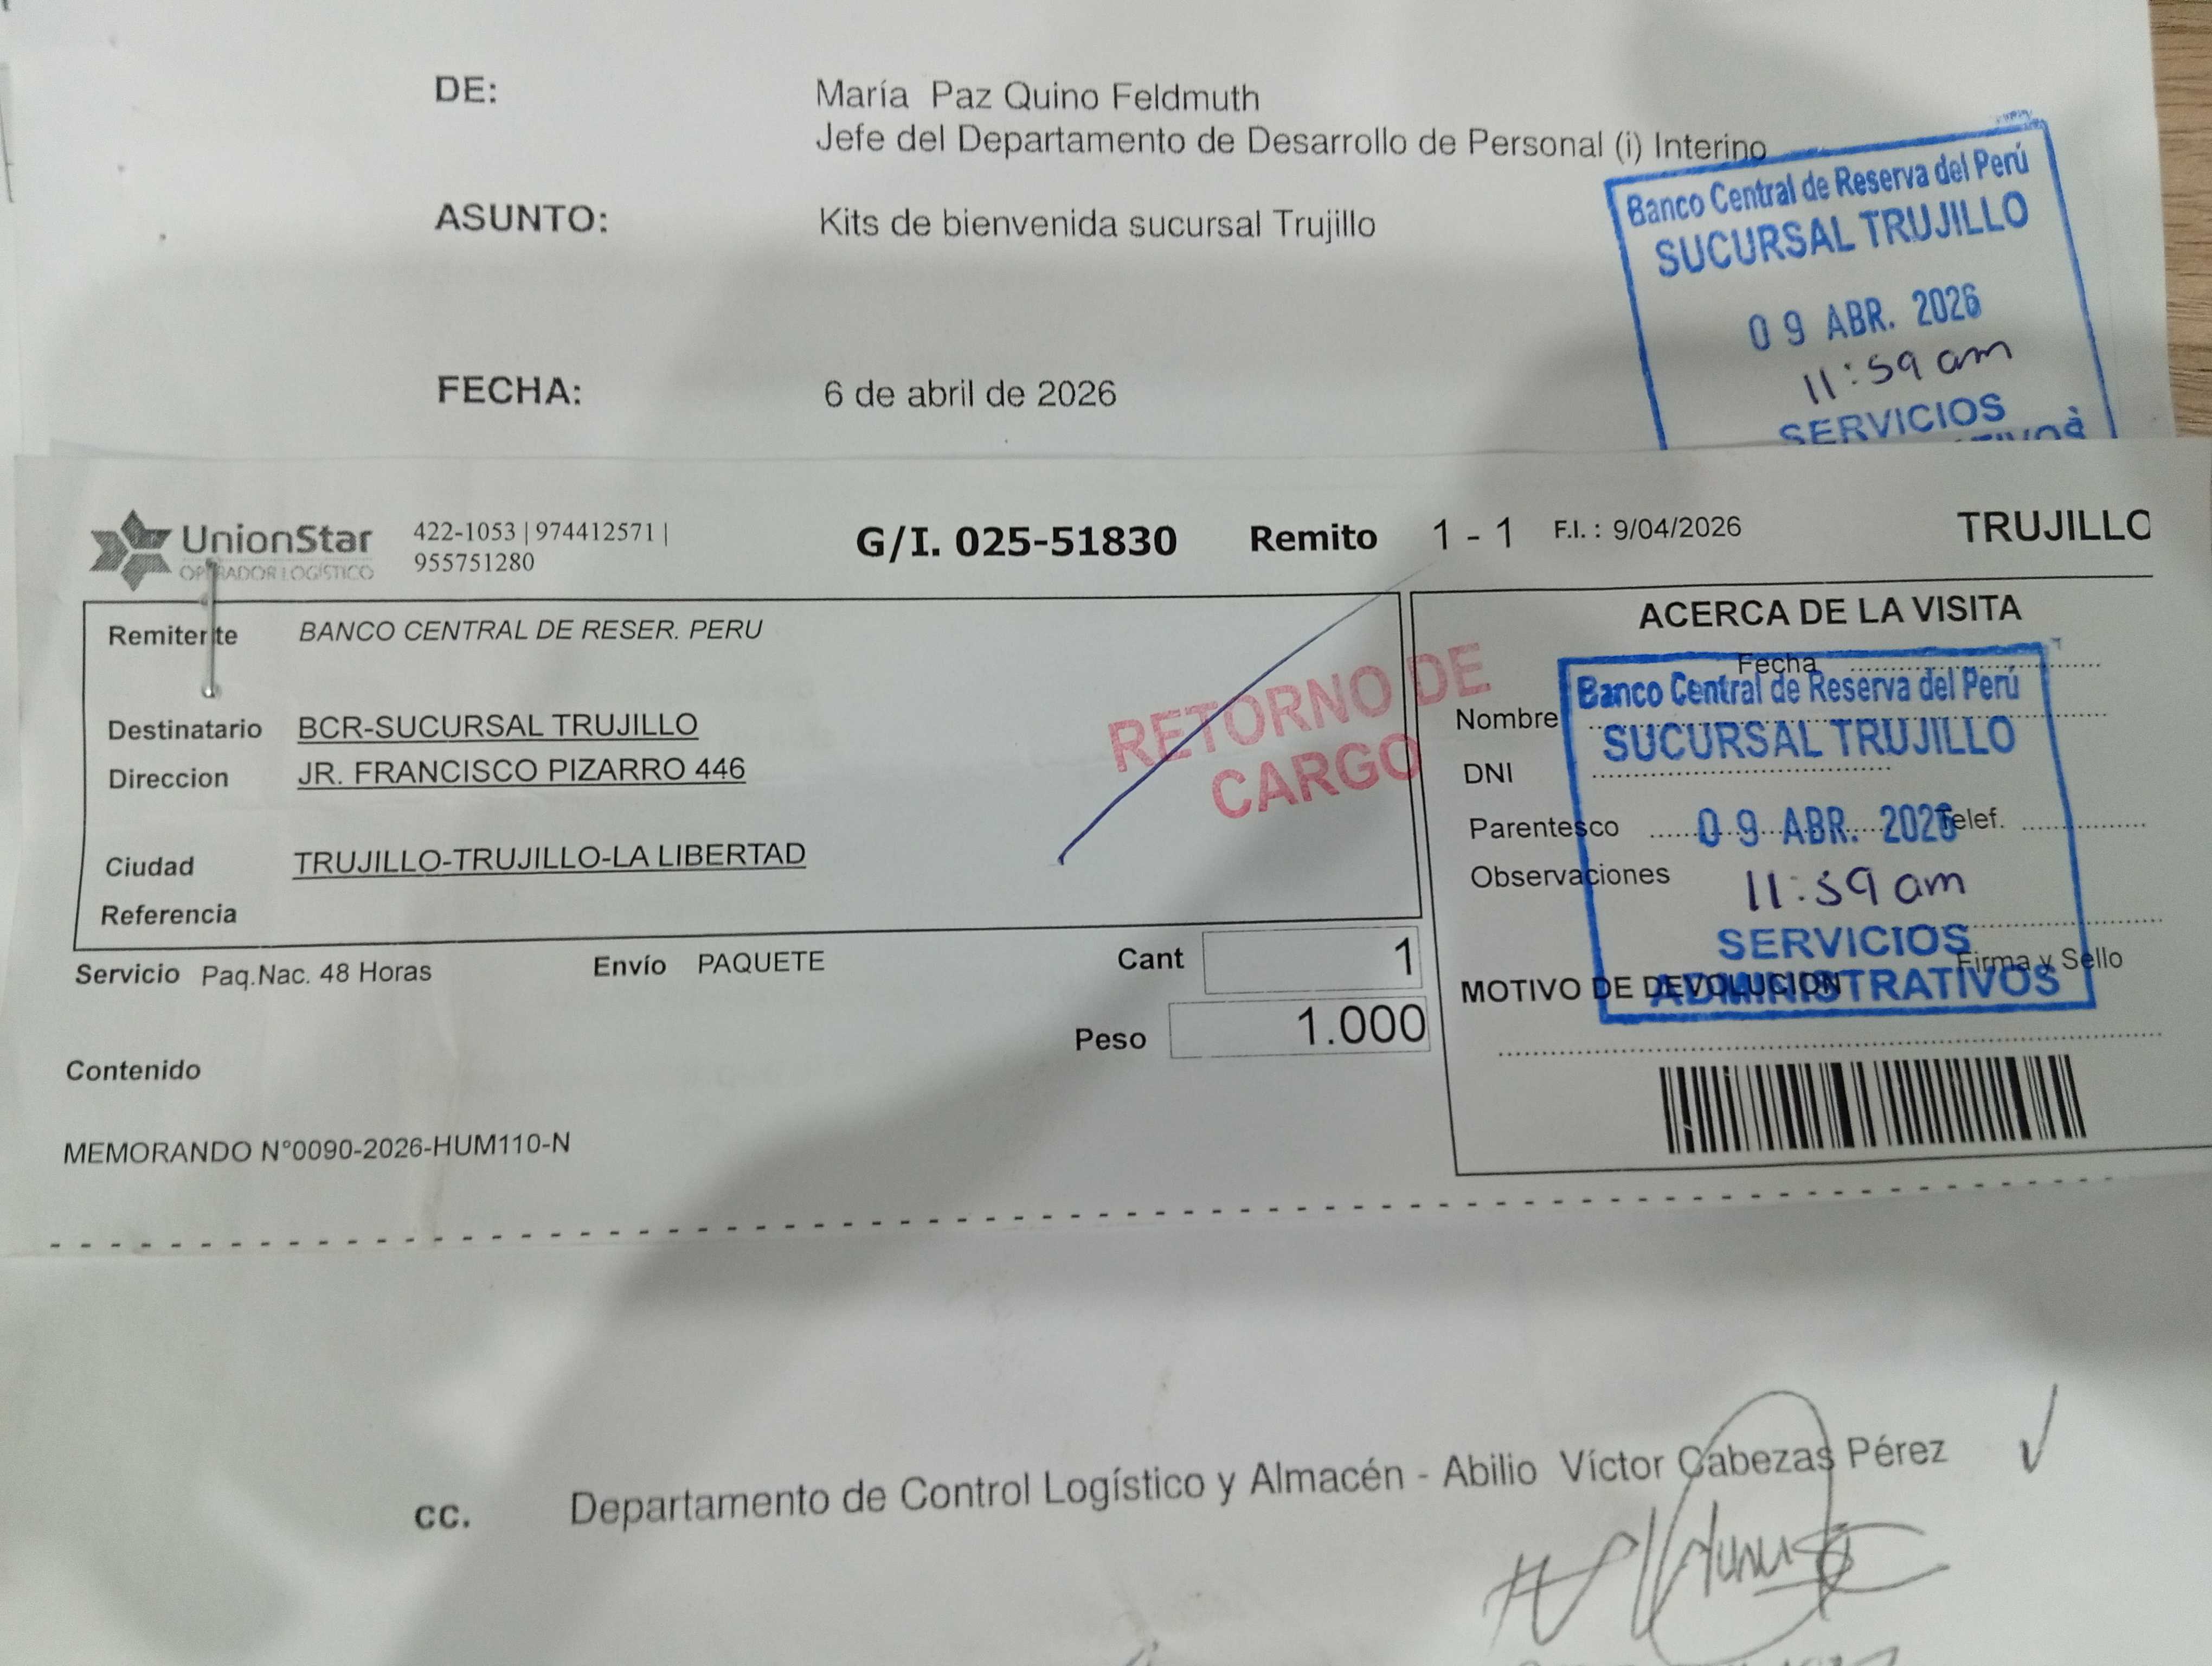 DE: María Paz Quino Feldmuth
Jefe del Departamento de Desarrollo de Personal (i) Interino
ASUNTO: Kits de bienvenida sucursal Trujillo
FECHA: 6 de abril de 2026
Banco Central de Reserva del Perú
SUCURSAL TRUJILLO
09 ABR. 2026
11:59 am
SERVICIOS
UnionStar
OPERADOR LOGÍSTICO
422-1053 | 974412571 |
955751280
G/I. 025-51830 Remito 1 - 1 F.I. : 9/04/2026 TRUJILLO
Remitente BANCO CENTRAL DE RESER. PERU
Destinatario BCR-SUCURSAL TRUJILLO
Direccion JR. FRANCISCO PIZARRO 446
Ciudad TRUJILLO-TRUJILLO-LA LIBERTAD
Referencia
RETORNO DE
CARGO
Servicio Paq.Nac. 48 Horas Envío PAQUETE Cant 1
Peso 1.000
Contenido
MEMORANDO N°0090-2026-HUM110-N
ACERCA DE LA VISITA
Fecha
Nombre
DNI
Parentesco Telef.
Observaciones
Firma y Sello
MOTIVO DE DEVOLUCION
Banco Central de Reserva del Perú
SUCURSAL TRUJILLO
09 ABR. 2026
11:59 am
SERVICIOS
ADMINISTRATIVOS
cc. Departamento de Control Logístico y Almacén - Abilio Víctor Cabezas Pérez